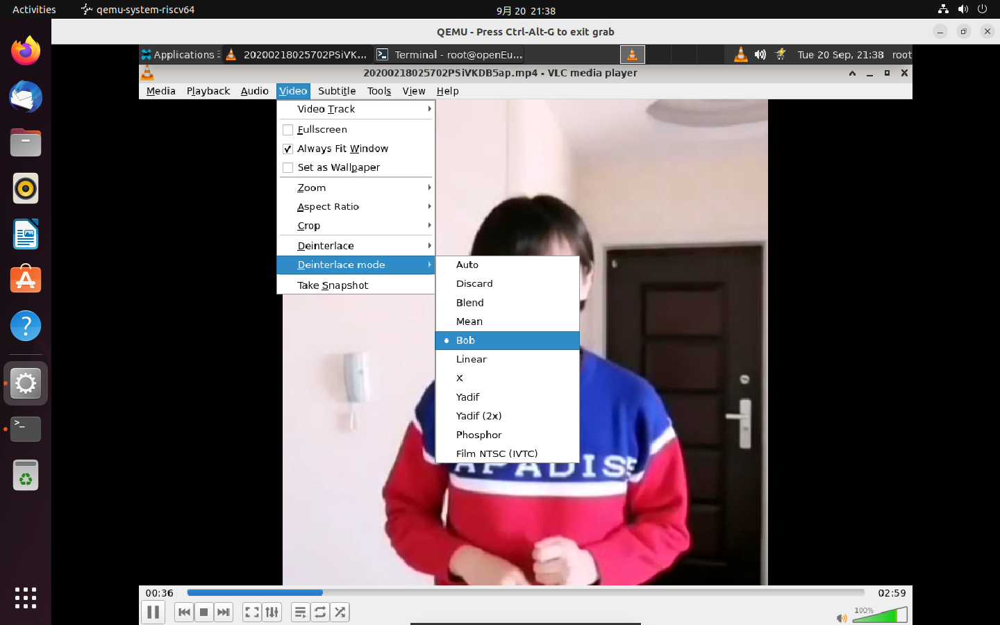 Activities
qemu-system-riscv64
9月 20 21:38
QEMU - Press Ctrl-Alt-G to exit grab
Applications
20200218025702PSiVK...
Terminal - root@openEu...
Tue 20 Sep, 21:38
root
20200218025702PSiVKDB5ap.mp4 - VLC media player
Media Playback Audio Video Subtitle Tools View Help
Video Track
Fullscreen
Always Fit Window
Set as Wallpaper
Zoom
Aspect Ratio
Crop
Deinterlace
Deinterlace mode
Take Snapshot
Auto
Discard
Blend
Mean
Bob
Linear
X
Yadif
Yadif (2x)
Phosphor
Film NTSC (IVTC)
APADISE
00:36
02:59
100%